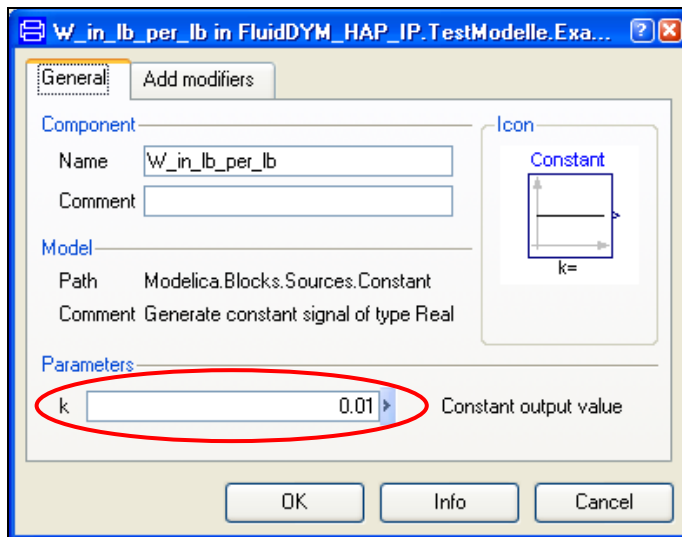 W_in_lb_per_lb in FluidDYM_HAP_IP.TestModelle.Exa...
General Add modifiers
Component
Name W_in_lb_per_lb
Comment
Icon
Constant
k=
Model
Path Modelica.Blocks.Sources.Constant
Comment Generate constant signal of type Real
Parameters
k 0.01 Constant output value
OK Info Cancel